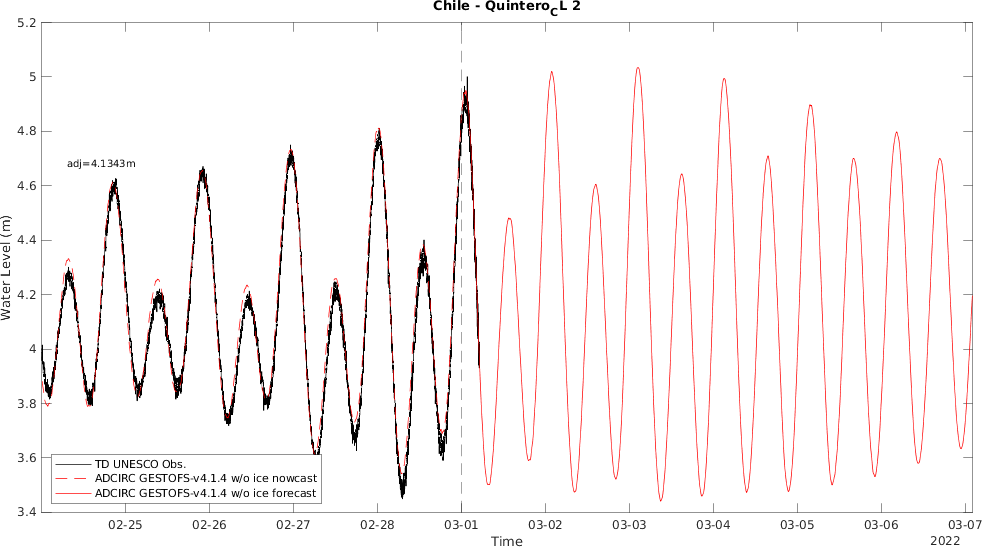 Chile - Quintero_CL 2
5.2
5
4.8
4.6
4.4
4.2
4
3.8
3.6
3.4
Water Level (m)
adj=4.1343m
TD UNESCO Obs.
ADCIRC GESTOFS-v4.1.4 w/o ice nowcast
ADCIRC GESTOFS-v4.1.4 w/o ice forecast
02-25 02-26 02-27 02-28 03-01 03-02 03-03 03-04 03-05 03-06 03-07
Time
2022